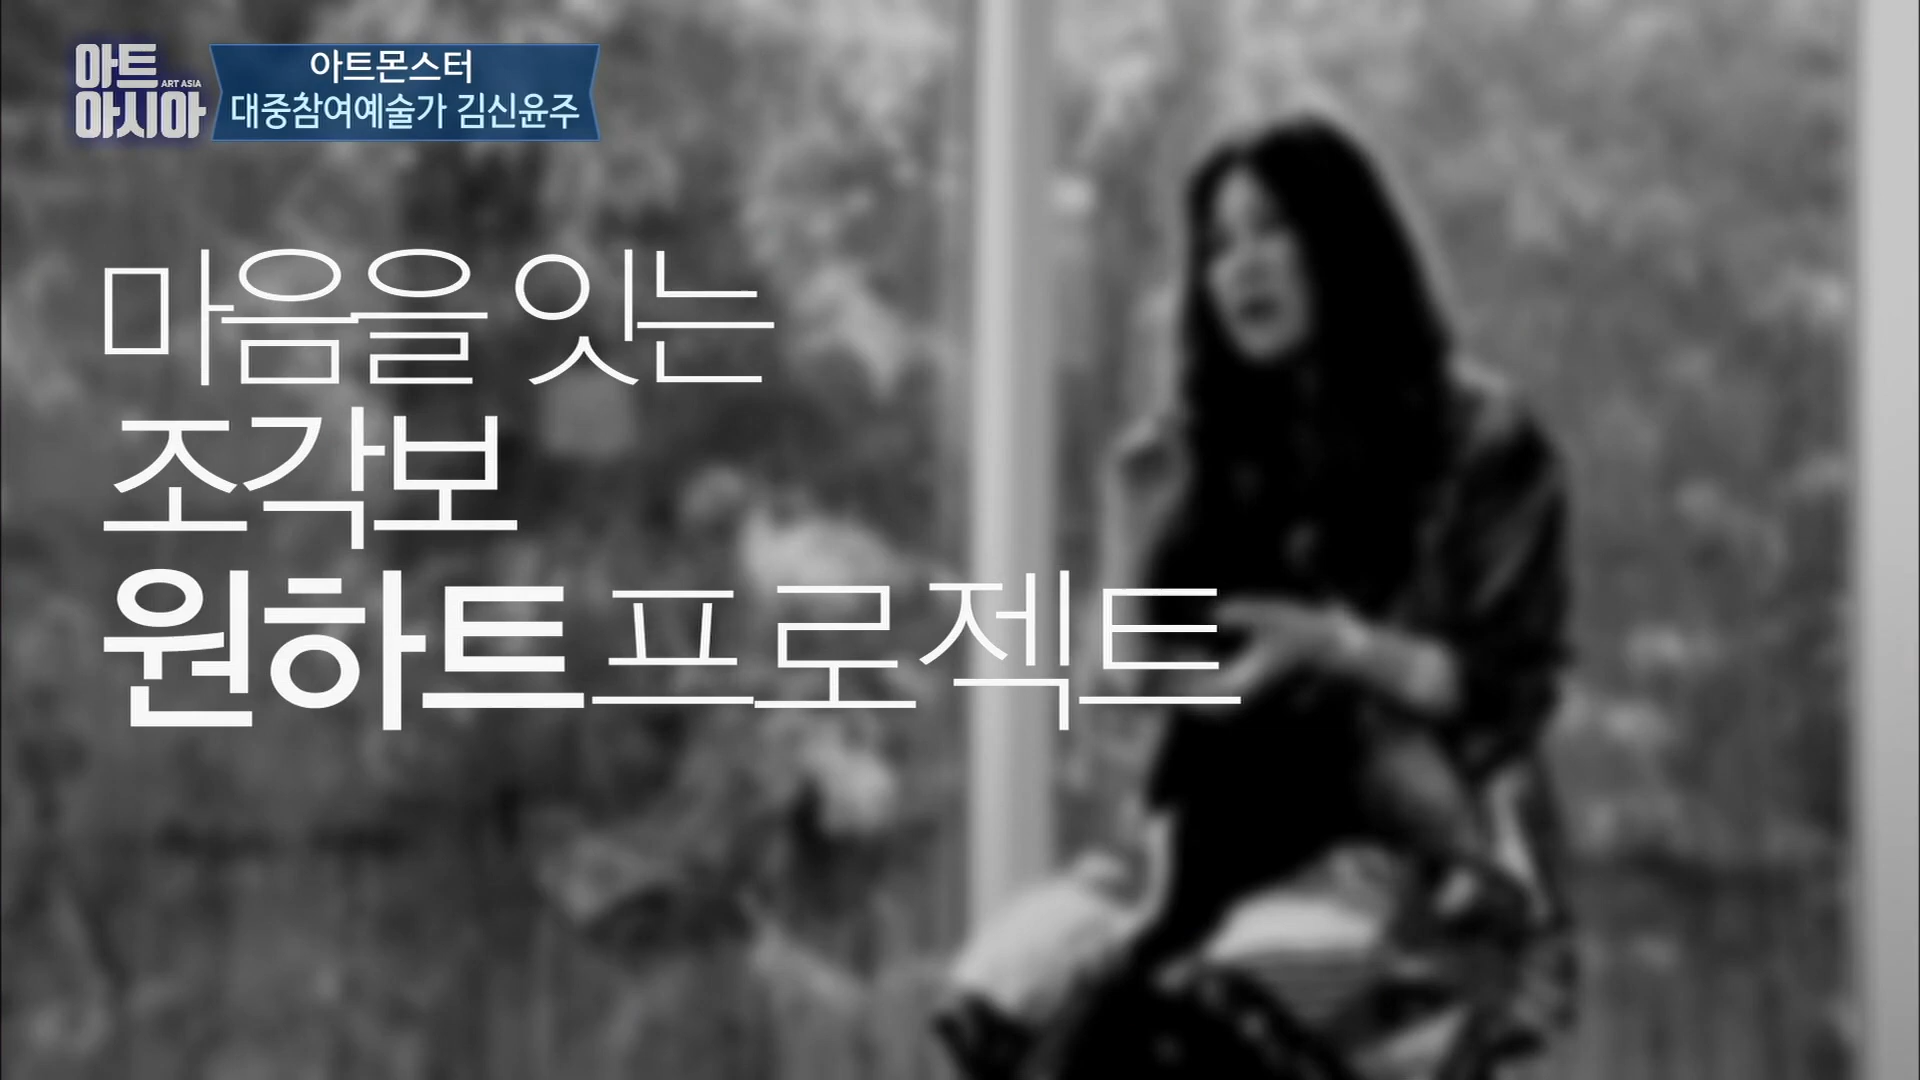 아트
ART ASIA
아시아
아트몬스터
대중참여예술가 김신윤주
마음을 잇는
조각보
원하트프로젝트